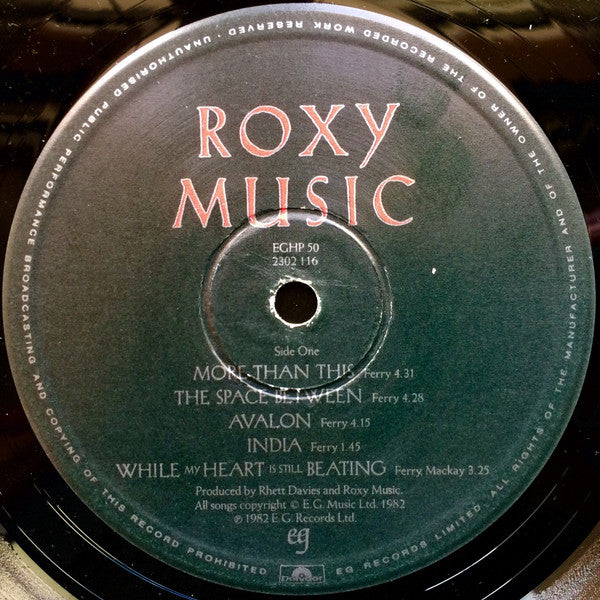 ROXY
MUSIC
EGHP 50
2302 116
Side One
MORE THAN THIS Ferry 4.31
THE SPACE BETWEEN Ferry 4.28
AVALON Ferry 4.15
INDIA Ferry 1.45
WHILE MY HEART IS STILL BEATING Ferry, Mackay 3.25
Produced by Rhett Davies and Roxy Music.
All songs copyright © E.G. Music Ltd. 1982
℗ 1982 E.G. Records Ltd.
eg
Polydor
ALL RIGHTS OF THE MANUFACTURER AND OF THE OWNER OF THE RECORDED WORK RESERVED · UNAUTHORISED PUBLIC PERFORMANCE BROADCASTING AND COPYING OF THIS RECORD PROHIBITED EG RECORDS LIMITED.